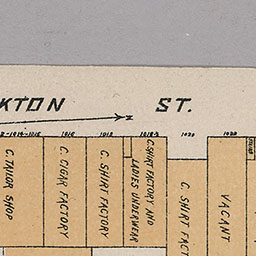 KTON ST.
1016
1018
1018½
1020
1022
C. TAILOR SHOP
C. CIGAR FACTORY
C. SHIRT FACTORY
C. SHIRT FACTORY AND
LADIES UNDERWEAR
C. SHIRT FACT
VACANT